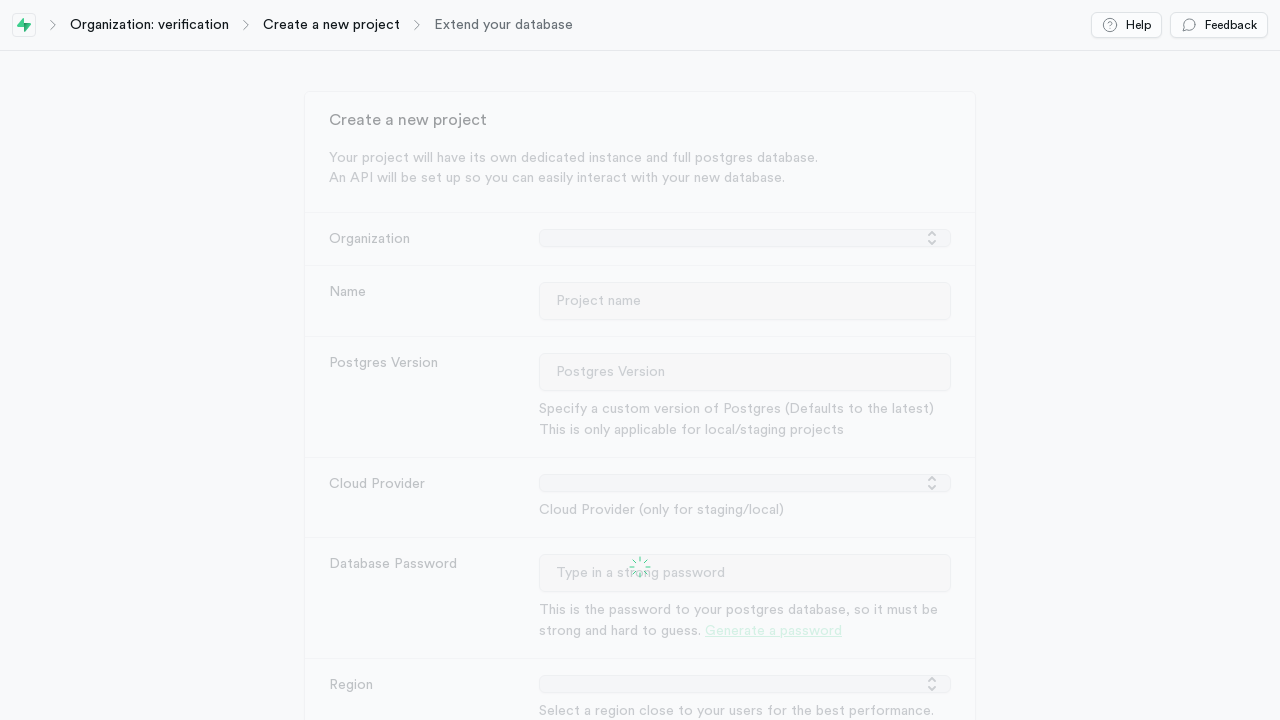 Organization: verification
Create a new project
Extend your database
Help
Feedback
Create a new project
Your project will have its own dedicated instance and full postgres database.
An API will be set up so you can easily interact with your new database.
Organization
Name
Project name
Postgres Version
Postgres Version
Specify a custom version of Postgres (Defaults to the latest)
This is only applicable for local/staging projects
Cloud Provider
Cloud Provider (only for staging/local)
Database Password
Type in a strong password
This is the password to your postgres database, so it must be
strong and hard to guess. Generate a password
Region
Select a region close to your users for the best performance.